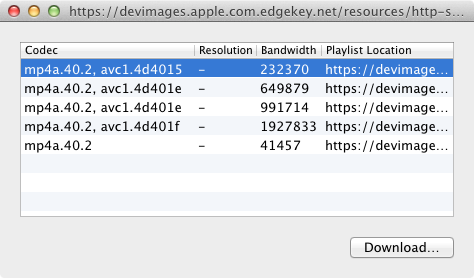 https://devimages.apple.com.edgekey.net/resources/http-s...
Codec Resolution Bandwidth Playlist Location
mp4a.40.2, avc1.4d4015 – 232370 https://devimage...
mp4a.40.2, avc1.4d401e – 649879 https://devimage...
mp4a.40.2, avc1.4d401e – 991714 https://devimage...
mp4a.40.2, avc1.4d401f – 1927833 https://devimage...
mp4a.40.2 – 41457 https://devimage...
Download...